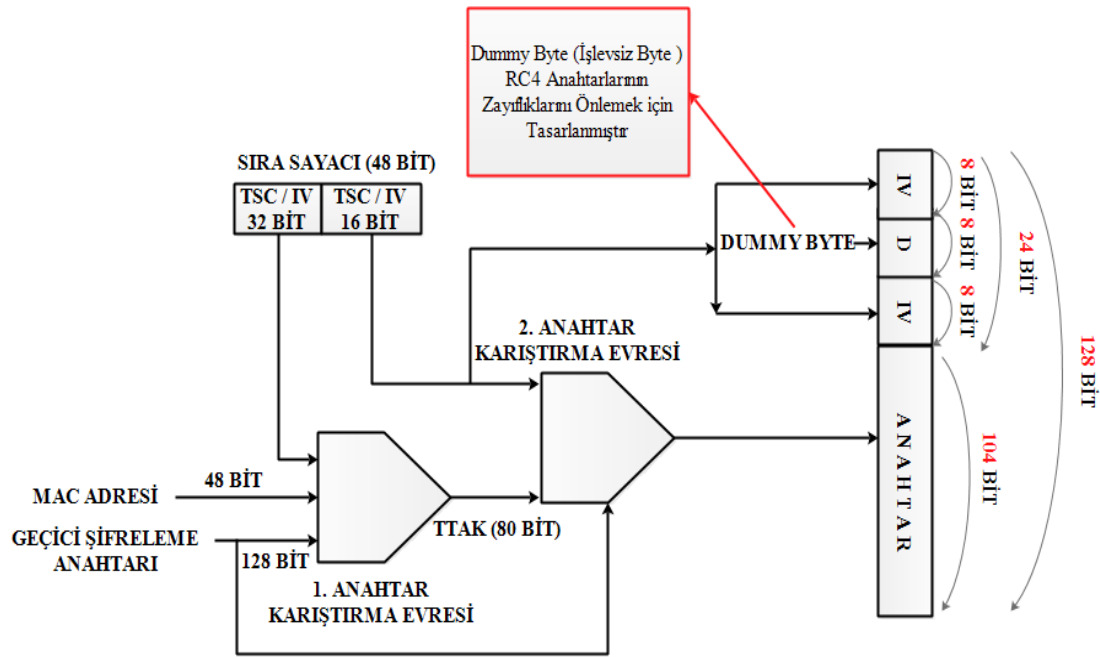 Dummy Byte (İşlevsiz Byte )
RC4 Anahtarlarının
Zayıflıklarını Önlemek için
Tasarlanmıştır
SIRA SAYACI (48 BİT)
TSC / IV
32 BİT
TSC / IV
16 BİT
DUMMY BYTE
IV
D
IV
ANAHTAR
8 BİT
8 BİT
8 BİT
24 BİT
128 BİT
104 BİT
2. ANAHTAR
KARIŞTIRMA EVRESİ
MAC ADRESİ
48 BİT
GEÇİCİ ŞİFRELEME
ANAHTARI
128 BİT
TTAK (80 BİT)
1. ANAHTAR
KARIŞTIRMA EVRESİ